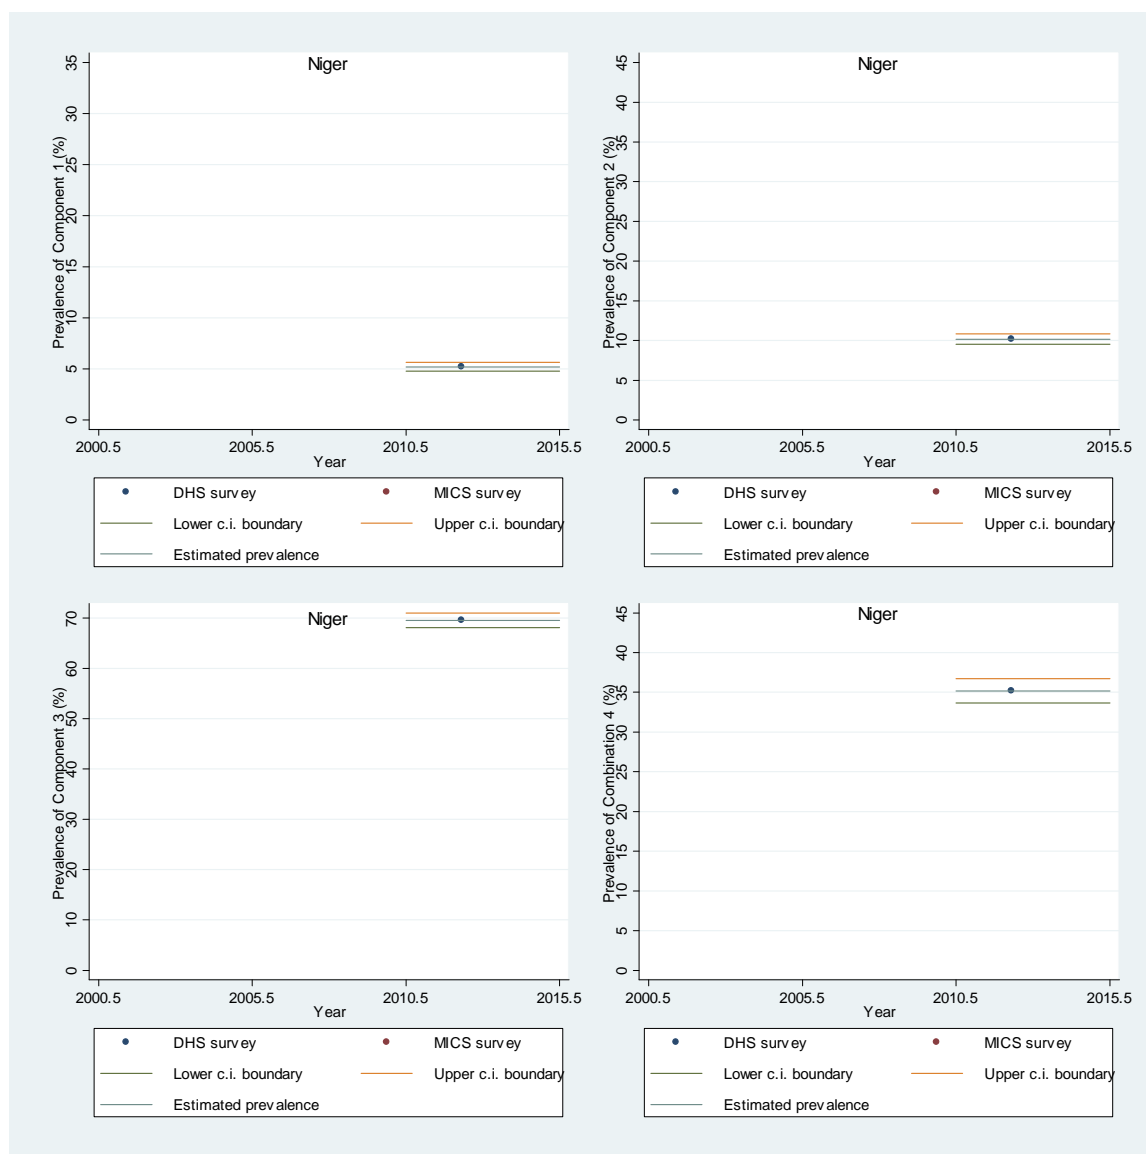 Niger
Prevalence of Component 1 (%)
35
30
25
20
15
10
5
0
2000.5 2005.5 2010.5 2015.5
Year
DHS survey MICS survey
Lower c.i. boundary Upper c.i. boundary
Estimated prevalence
Niger
Prevalence of Component 2 (%)
45
40
35
30
25
20
15
10
5
0
2000.5 2005.5 2010.5 2015.5
Year
DHS survey MICS survey
Lower c.i. boundary Upper c.i. boundary
Estimated prevalence
Niger
Prevalence of Component 3 (%)
70
60
50
40
30
20
10
0
2000.5 2005.5 2010.5 2015.5
Year
DHS survey MICS survey
Lower c.i. boundary Upper c.i. boundary
Estimated prevalence
Niger
Prevalence of Combination 4 (%)
45
40
35
30
25
20
15
10
5
0
2000.5 2005.5 2010.5 2015.5
Year
DHS survey MICS survey
Lower c.i. boundary Upper c.i. boundary
Estimated prevalence